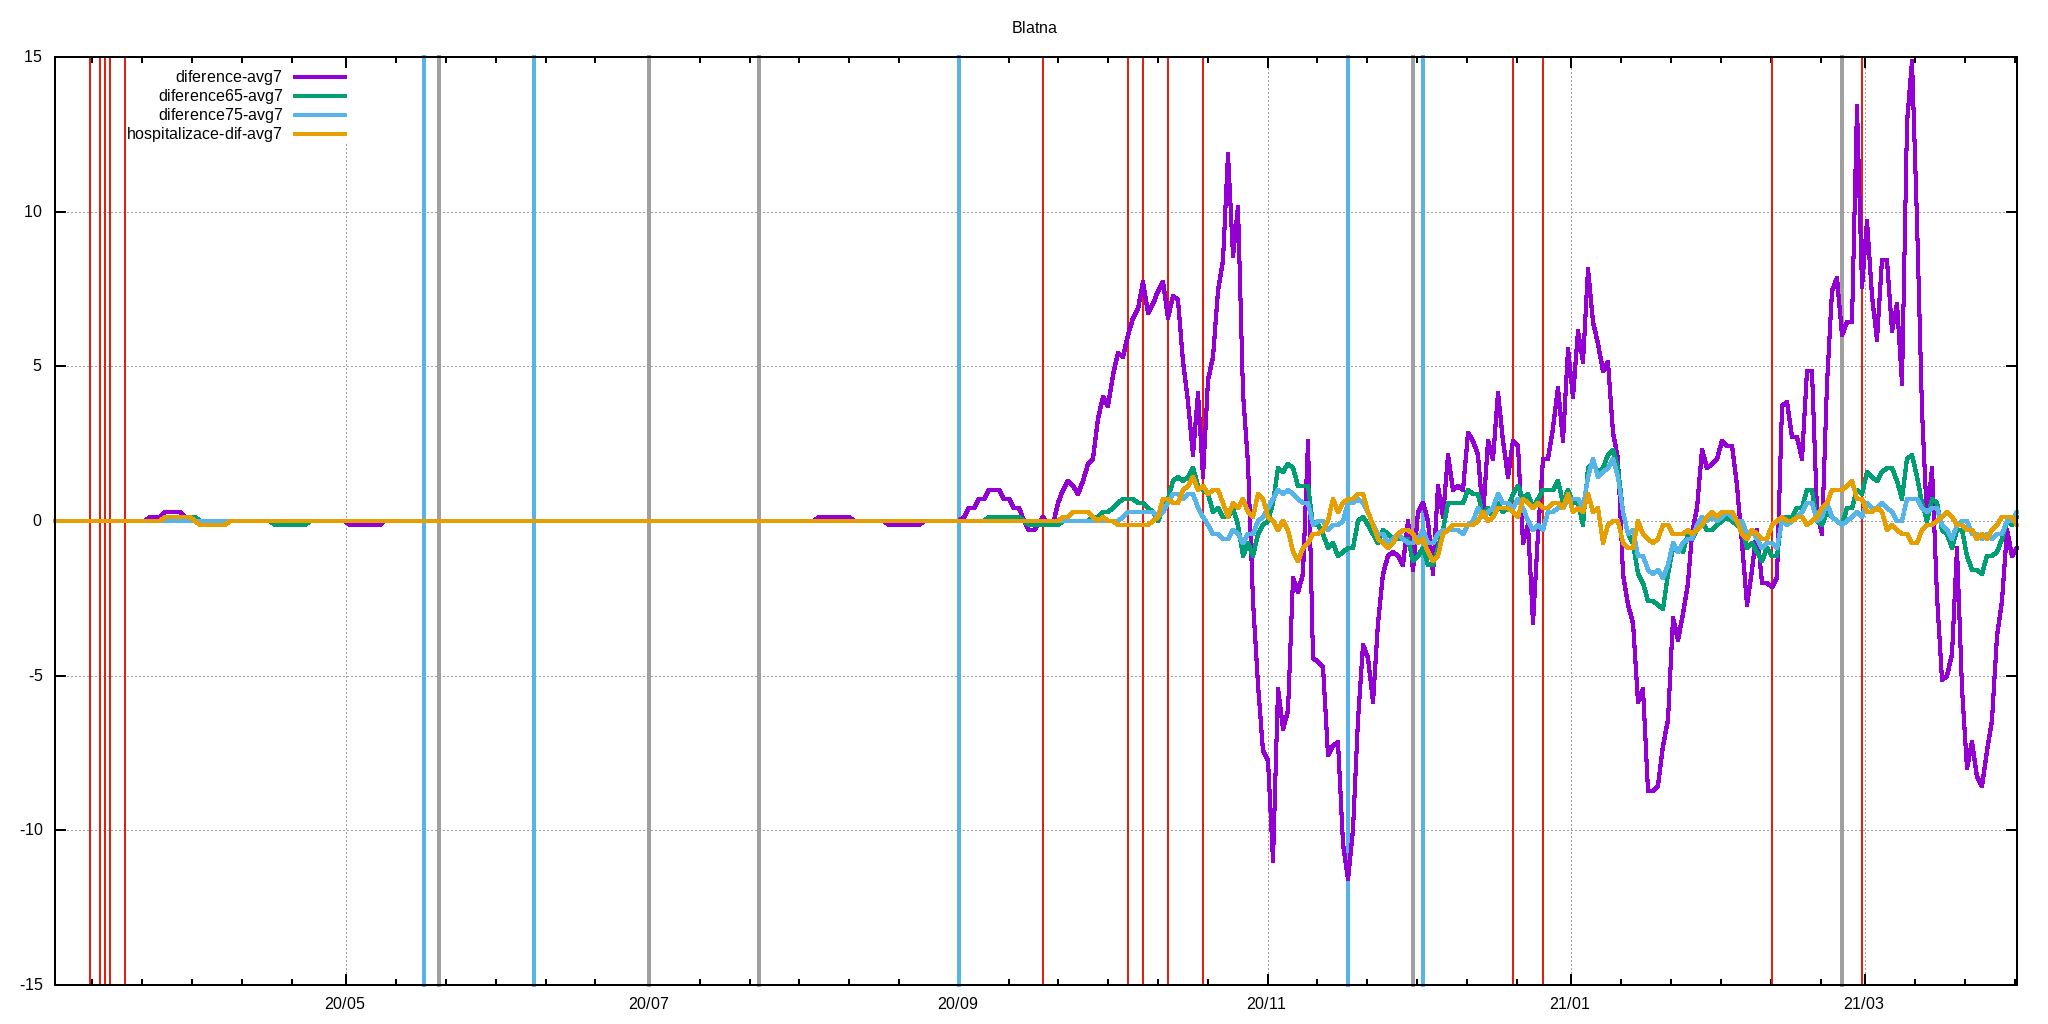 Blatna
15
10
5
0
-5
-10
-15
diference-avg7
diference65-avg7
diference75-avg7
hospitalizace-dif-avg7
20/05
20/07
20/09
20/11
21/01
21/03